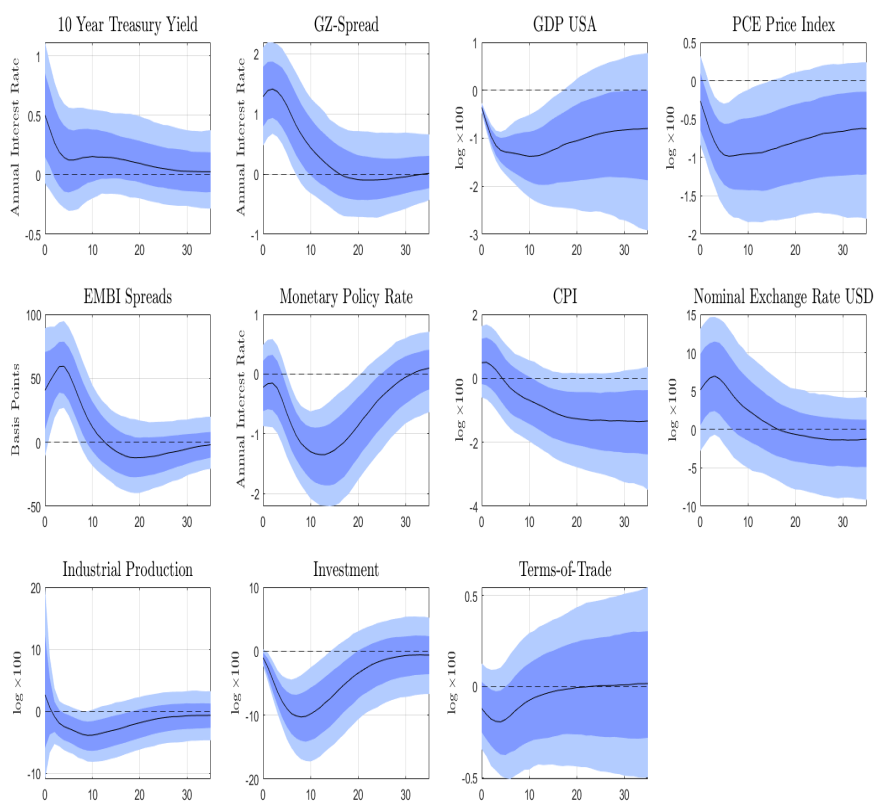 10 Year Treasury Yield
Annual Interest Rate
1
0.5
0
-0.5
0 10 20 30
GZ-Spread
Annual Interest Rate
2
1
0
-1
0 10 20 30
GDP USA
log ×100
1
0
-1
-2
-3
0 10 20 30
PCE Price Index
log ×100
0.5
0
-0.5
-1
-1.5
-2
0 10 20 30
EMBI Spreads
Basis Points
100
50
0
-50
0 10 20 30
Monetary Policy Rate
Annual Interest Rate
1
0
-1
-2
0 10 20 30
CPI
log ×100
2
0
-2
-4
0 10 20 30
Nominal Exchange Rate USD
log ×100
15
10
5
0
-5
-10
0 10 20 30
Industrial Production
log ×100
20
10
0
-10
0 10 20 30
Investment
log ×100
10
0
-10
-20
0 10 20 30
Terms-of-Trade
log ×100
0.5
0
-0.5
0 10 20 30